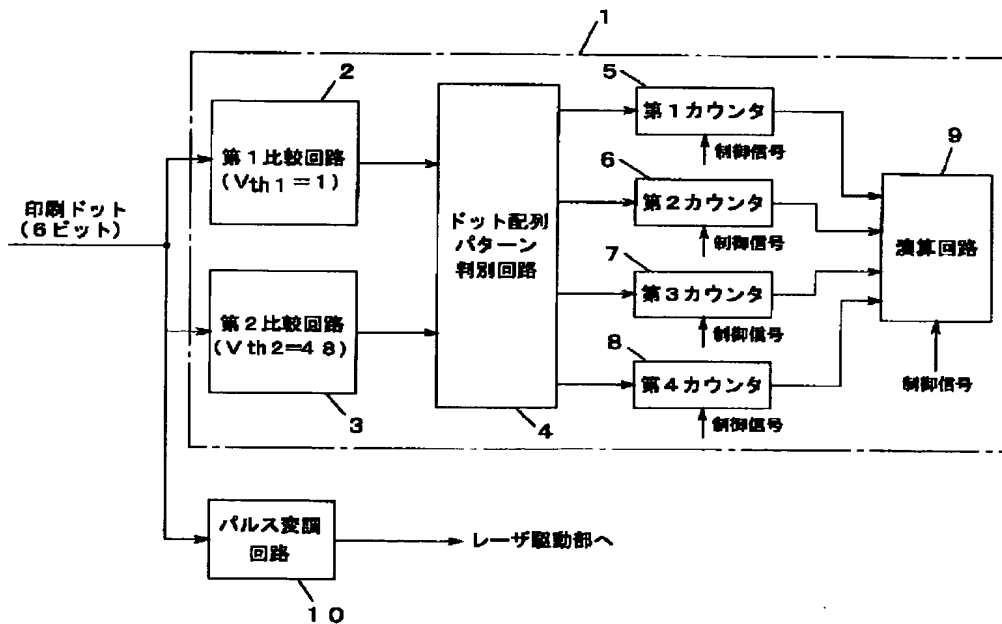 1
2
第1比較回路
(Vth1=1)
印刷ドット
(6ビット)
第2比較回路
(Vth2=48)
3
ドット配列
パターン
判別回路
4
5
第1カウンタ
制御信号
6
第2カウンタ
制御信号
7
第3カウンタ
制御信号
8
第4カウンタ
制御信号
9
演算回路
制御信号
パルス変調
回路
10
レーザ駆動部へ